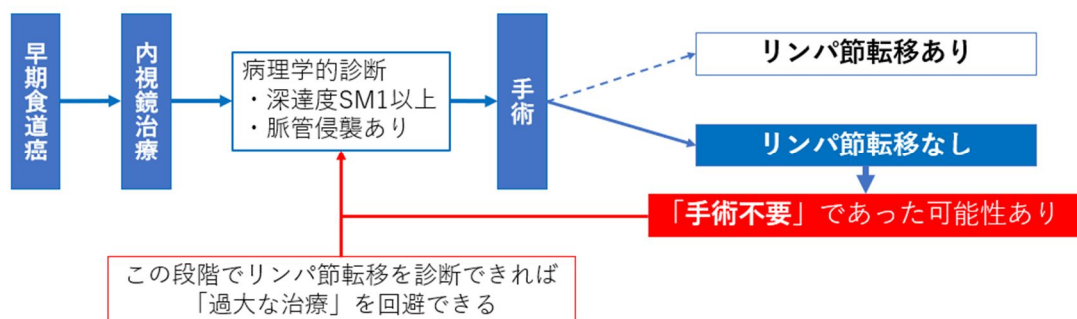 早期食道癌
内視鏡治療
病理学的診断
・深達度SM1以上
・脈管侵襲あり
手術
リンパ節転移あり
リンパ節転移なし
「手術不要」であった可能性あり
この段階でリンパ節転移を診断できれば
「過大な治療」を回避できる